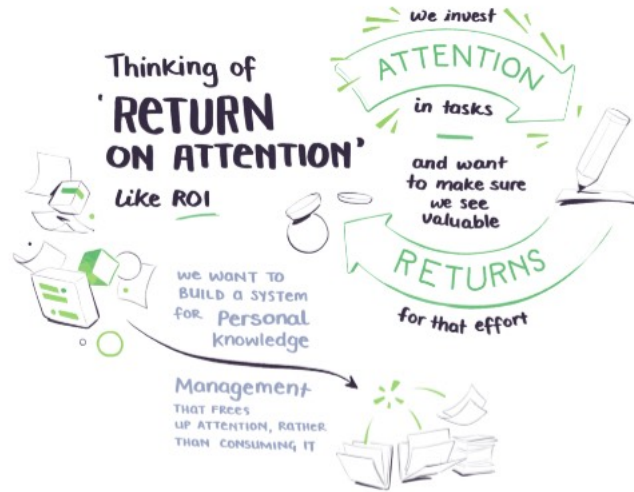 Thinking of
'RETURN
ON ATTENTION'
like ROI
we invest
ATTENTION
in tasks
and want
to make sure
we see
valuable
RETURNS
for that effort
WE WANT TO
BUILD A SYSTEM
FOR Personal
Knowledge
Management
THAT FREES
UP ATTENTION, RATHER
THAN CONSUMING IT